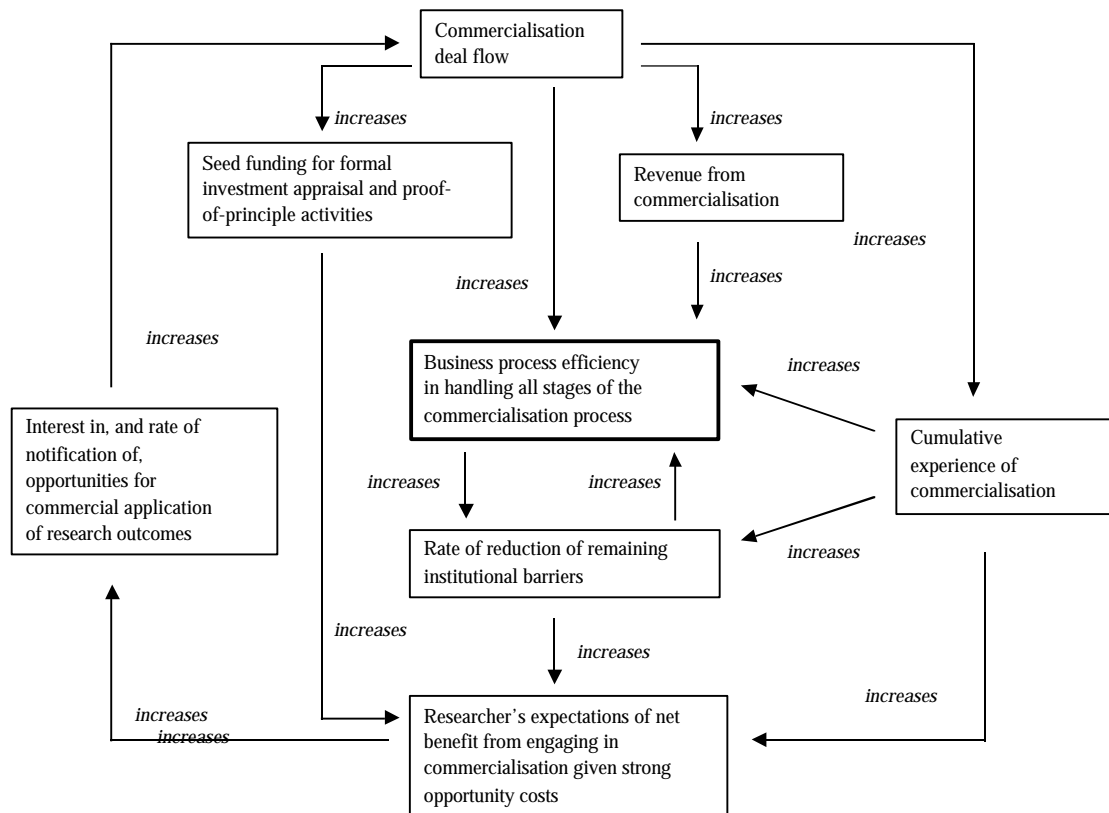 Commercialisation
deal flow
increases
increases
Seed funding for formal
investment appraisal and proof-
of-principle activities
Revenue from
commercialisation
increases
increases
increases
increases
Business process efficiency
in handling all stages of the
commercialisation process
increases
Interest in, and rate of
notification of,
opportunities for
commercial application
of research outcomes
Cumulative
experience of
commercialisation
increases
increases
Rate of reduction of remaining
institutional barriers
increases
increases
increases
increases
increases
increases
Researcher's expectations of net
benefit from engaging in
commercialisation given strong
opportunity costs